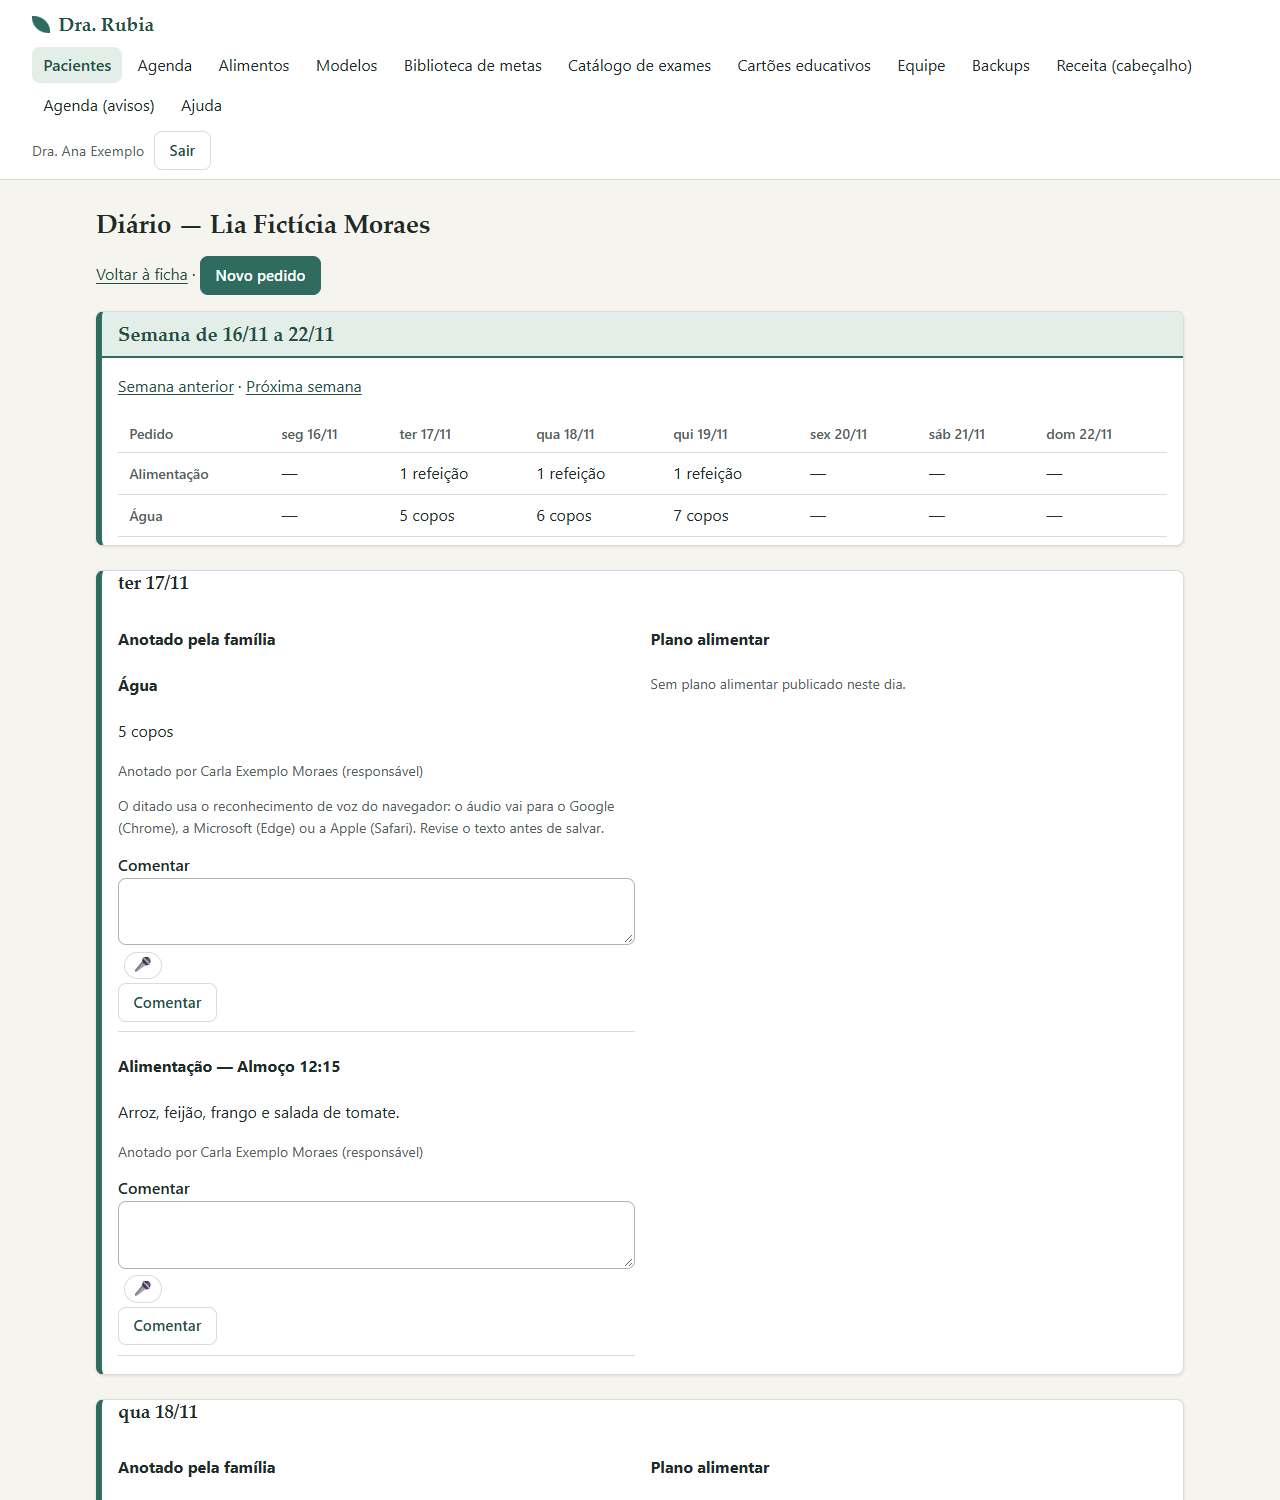 Dra. Rubia
Pacientes Agenda Alimentos Modelos Biblioteca de metas Catálogo de exames Cartões educativos Equipe Backups Receita (cabeçalho)
Agenda (avisos) Ajuda
Dra. Ana Exemplo Sair
Diário — Lia Fictícia Moraes
Voltar à ficha · Novo pedido
Semana de 16/11 a 22/11
Semana anterior · Próxima semana
Pedido seg 16/11 ter 17/11 qua 18/11 qui 19/11 sex 20/11 sáb 21/11 dom 22/11
Alimentação — 1 refeição 1 refeição 1 refeição — — —
Água — 5 copos 6 copos 7 copos — — —
ter 17/11
Anotado pela família
Água
5 copos
Anotado por Carla Exemplo Moraes (responsável)
O ditado usa o reconhecimento de voz do navegador: o áudio vai para o Google
(Chrome), a Microsoft (Edge) ou a Apple (Safari). Revise o texto antes de salvar.
Comentar
Comentar
Alimentação — Almoço 12:15
Arroz, feijão, frango e salada de tomate.
Anotado por Carla Exemplo Moraes (responsável)
Comentar
Comentar
Plano alimentar
Sem plano alimentar publicado neste dia.
qua 18/11
Anotado pela família
Plano alimentar